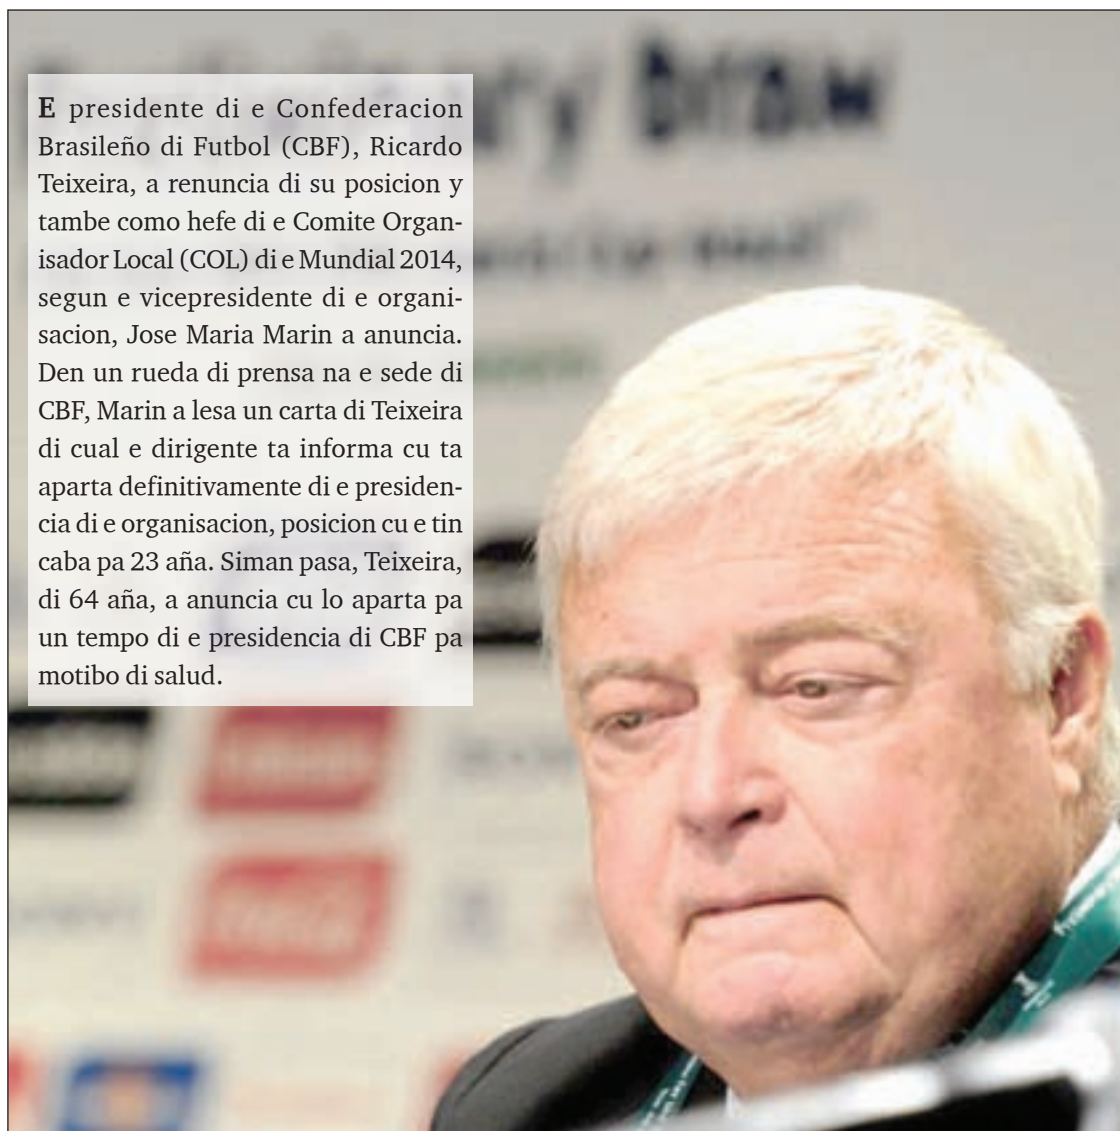 E presidente di e Confederacion
Brasileño di Futbol (CBF), Ricardo
Teixeira, a renuncia di su posicion y
tambe como hefe di e Comite Organ-
isador Local (COL) di e Mundial 2014,
segun e vicepresidente di e organi-
sacion, Jose Maria Marin a anuncia.
Den un rueda di prensa na e sede di
CBF, Marin a lesa un carta di Teixeira
di cual e dirigente ta informa cu ta
aparta definitivamente di e presiden-
cia di e organisacion, posicion cu e tin
caba pa 23 aña. Siman pasa, Teixeira,
di 64 aña, a anuncia cu lo aparta pa
un tempo di e presidencia di CBF pa
motibo di salud.